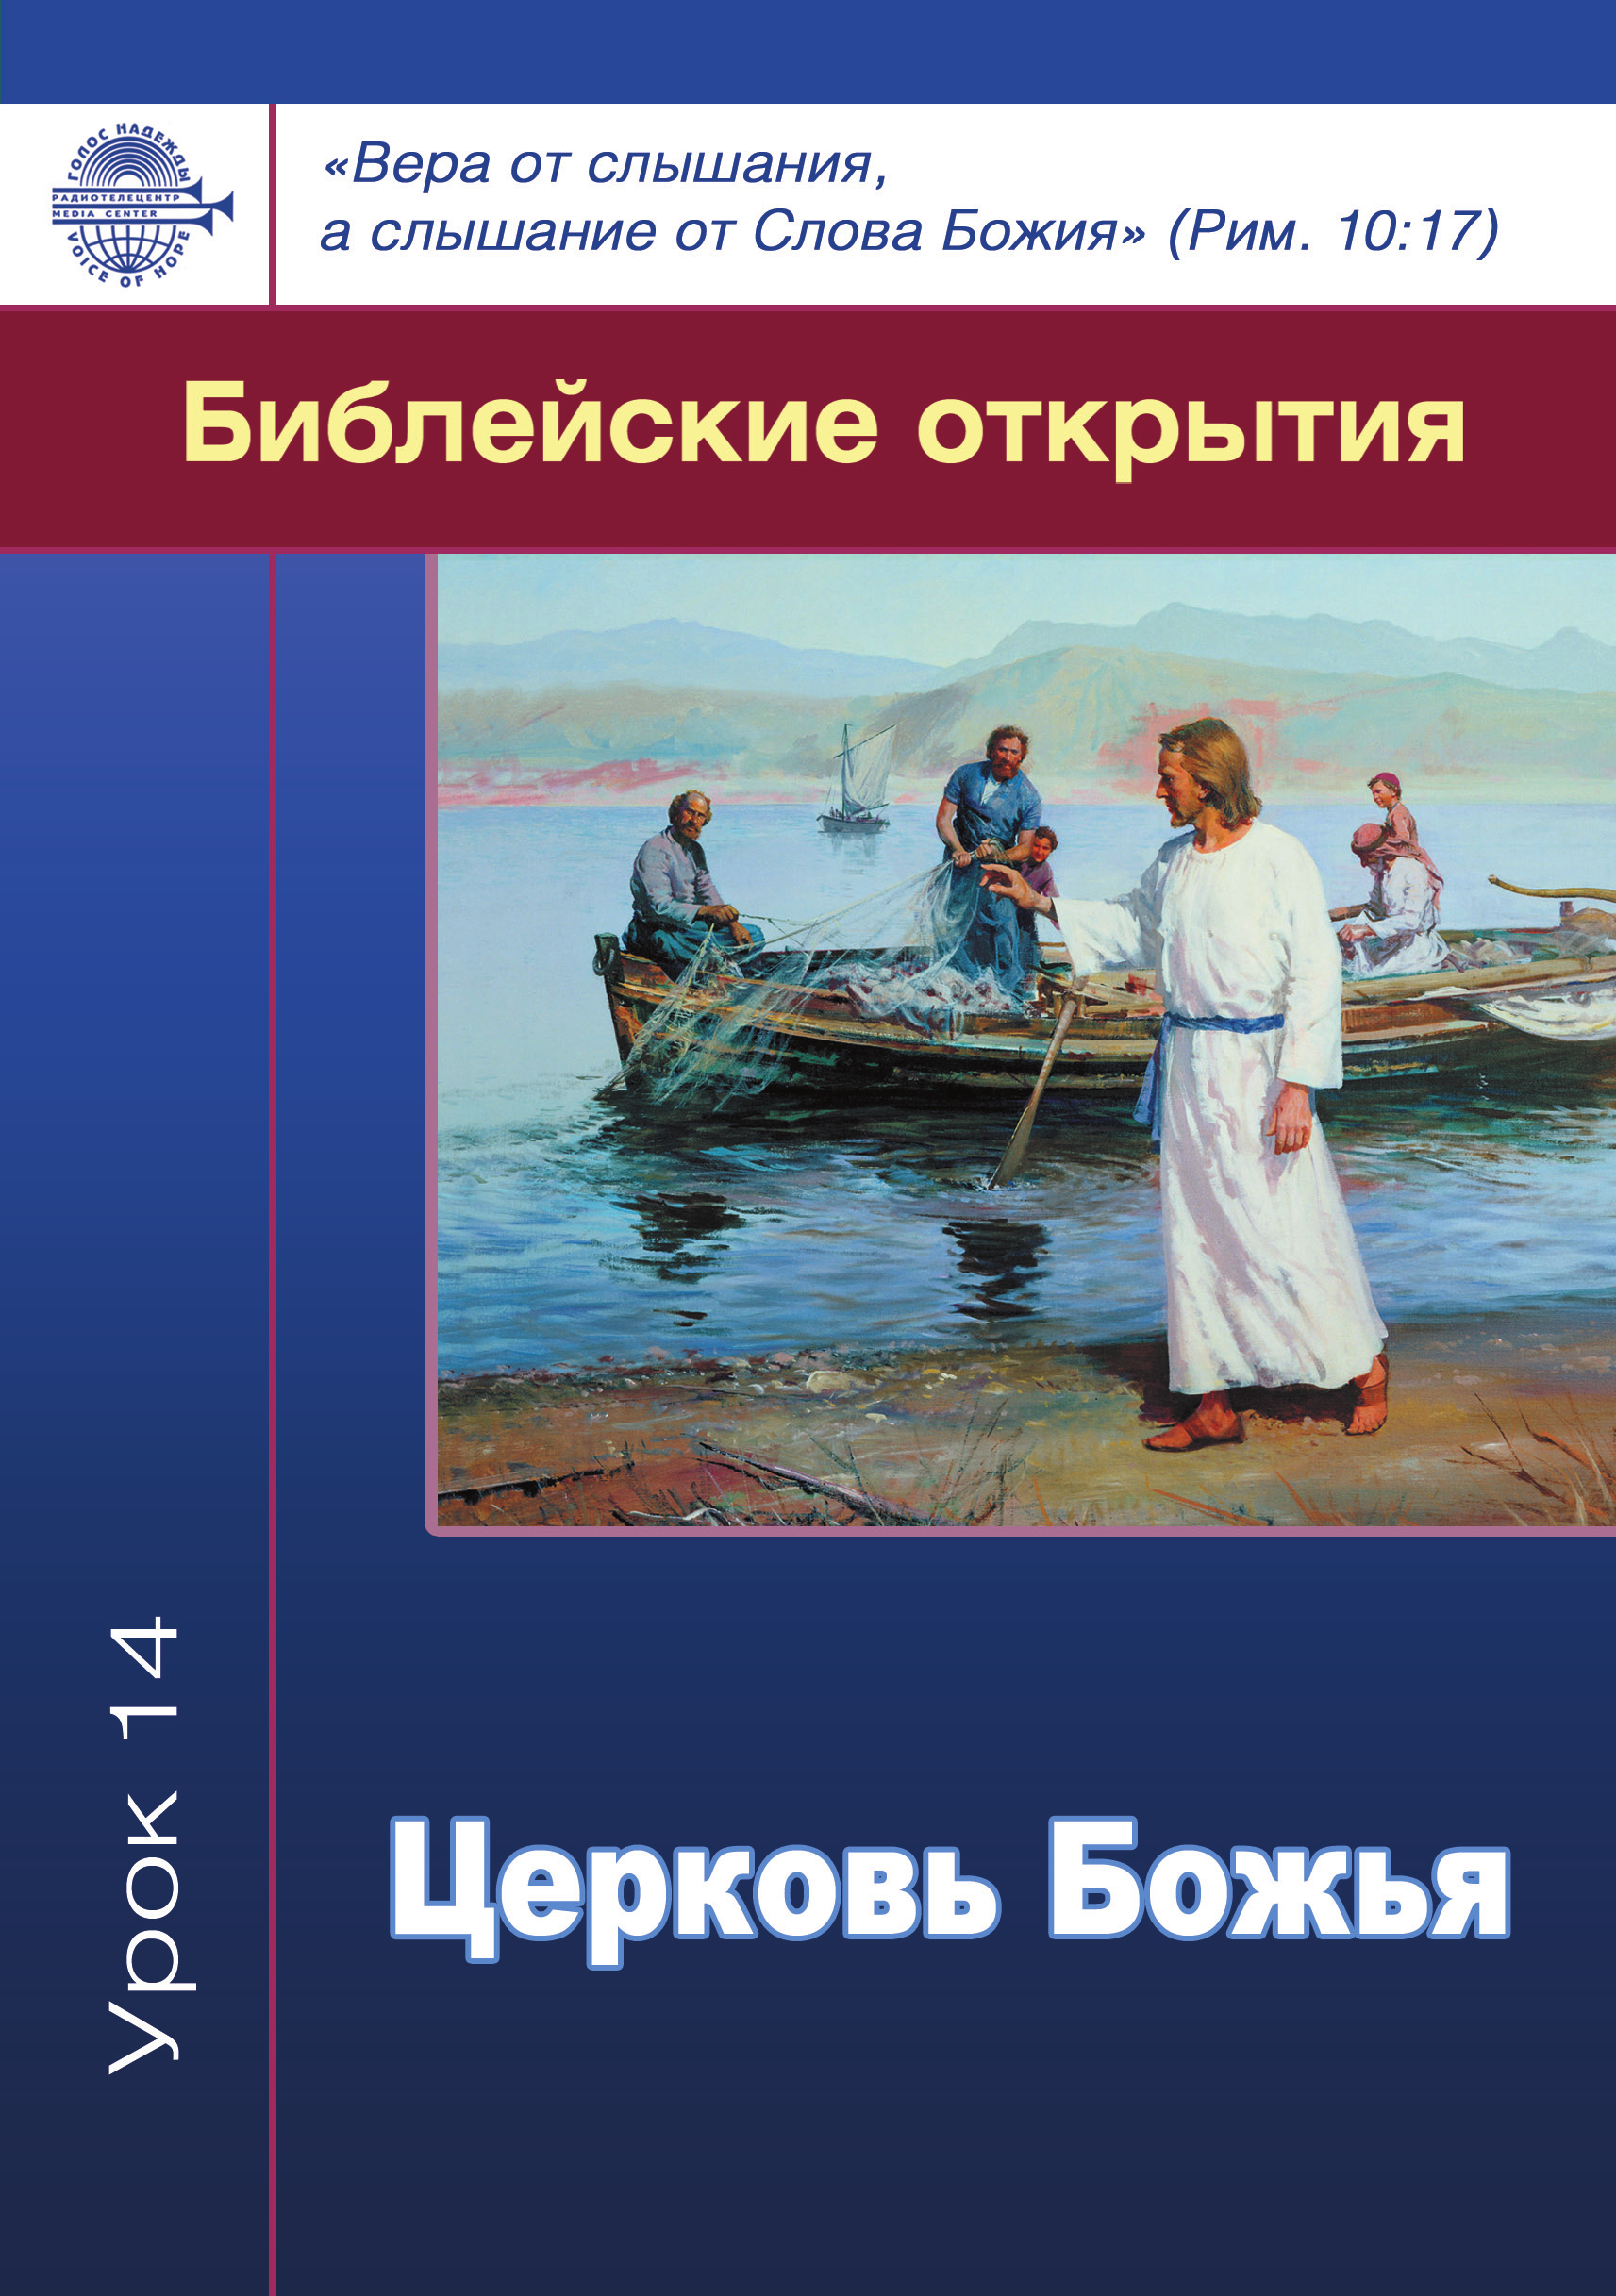 ГОЛОС НАДЕЖДЫ
РАДИОТЕЛЕЦЕНТР
MEDIA CENTER
VOICE OF HOPE
«Вера от слышания,
а слышание от Слова Божия» (Рим. 10:17)
Библейские открытия
Урок 14
Церковь Божья